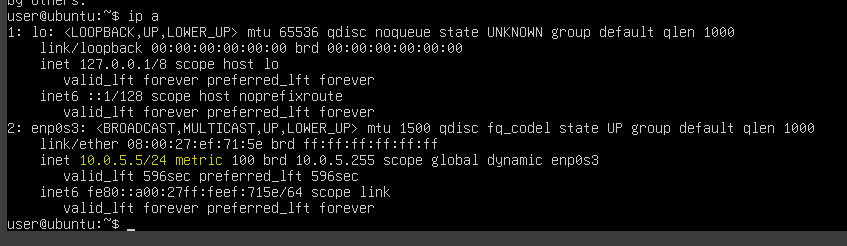 by others.
user@ubuntu:~$ ip a
1: lo: <LOOPBACK,UP,LOWER_UP> mtu 65536 qdisc noqueue state UNKNOWN group default qlen 1000
    link/loopback 00:00:00:00:00:00 brd 00:00:00:00:00:00
    inet 127.0.0.1/8 scope host lo
       valid_lft forever preferred_lft forever
    inet6 ::1/128 scope host noprefixroute
       valid_lft forever preferred_lft forever
2: enp0s3: <BROADCAST,MULTICAST,UP,LOWER_UP> mtu 1500 qdisc fq_codel state UP group default qlen 1000
    link/ether 08:00:27:ef:71:5e brd ff:ff:ff:ff:ff:ff
    inet 10.0.5.5/24 metric 100 brd 10.0.5.255 scope global dynamic enp0s3
       valid_lft 596sec preferred_lft 596sec
    inet6 fe80::a00:27ff:feef:715e/64 scope link
       valid_lft forever preferred_lft forever
user@ubuntu:~$ _